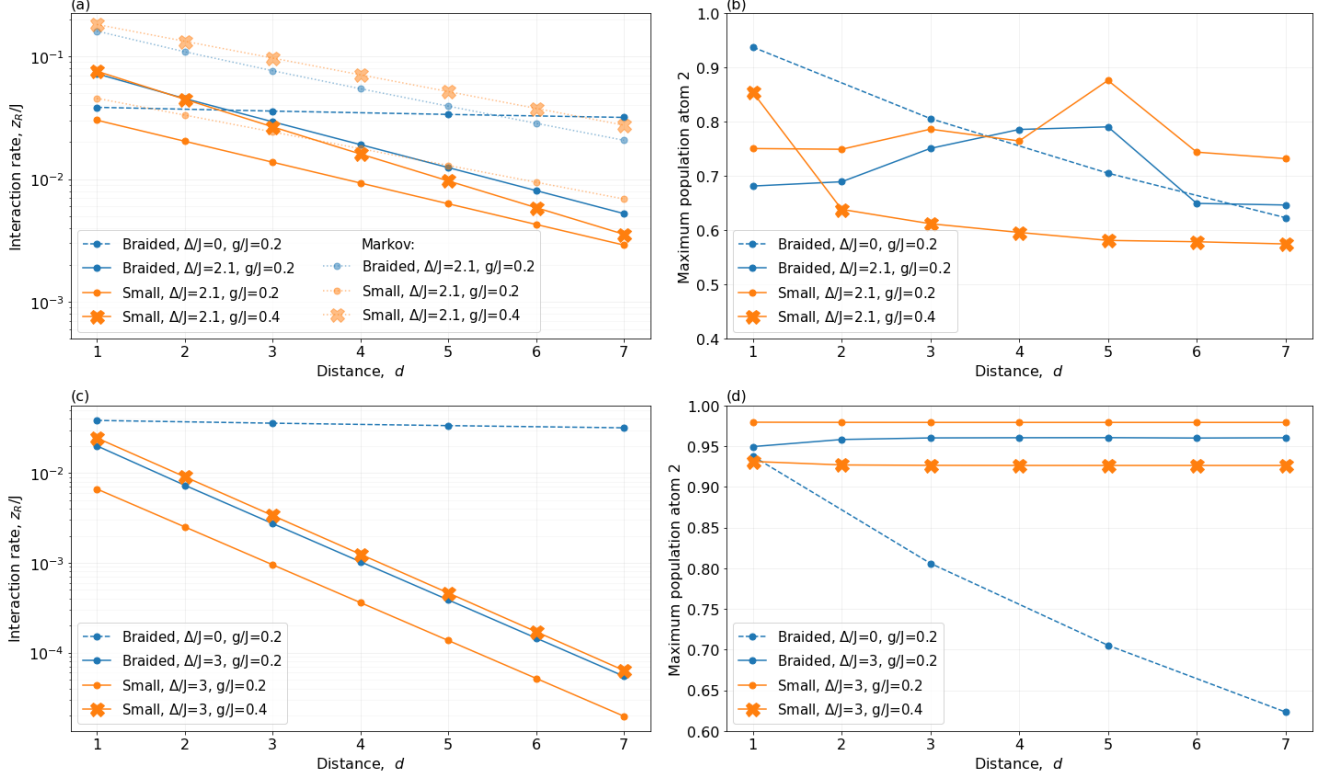 (a)
Interaction rate, z_R/J
10^−1
10^−2
10^−3
Braided, Δ/J=0, g/J=0.2
Braided, Δ/J=2.1, g/J=0.2
Small, Δ/J=2.1, g/J=0.2
Small, Δ/J=2.1, g/J=0.4
Markov:
Braided, Δ/J=2.1, g/J=0.2
Small, Δ/J=2.1, g/J=0.2
Small, Δ/J=2.1, g/J=0.4
1 2 3 4 5 6 7
Distance, d
(b)
Maximum population atom 2
1.0
0.9
0.8
0.7
0.6
0.5
0.4
Braided, Δ/J=0, g/J=0.2
Braided, Δ/J=2.1, g/J=0.2
Small, Δ/J=2.1, g/J=0.2
Small, Δ/J=2.1, g/J=0.4
1 2 3 4 5 6 7
Distance, d
(c)
Interaction rate, z_R/J
10^−2
10^−3
10^−4
Braided, Δ/J=0, g/J=0.2
Braided, Δ/J=3, g/J=0.2
Small, Δ/J=3, g/J=0.2
Small, Δ/J=3, g/J=0.4
1 2 3 4 5 6 7
Distance, d
(d)
Maximum population atom 2
1.00
0.95
0.90
0.85
0.80
0.75
0.70
0.65
0.60
Braided, Δ/J=0, g/J=0.2
Braided, Δ/J=3, g/J=0.2
Small, Δ/J=3, g/J=0.2
Small, Δ/J=3, g/J=0.4
1 2 3 4 5 6 7
Distance, d